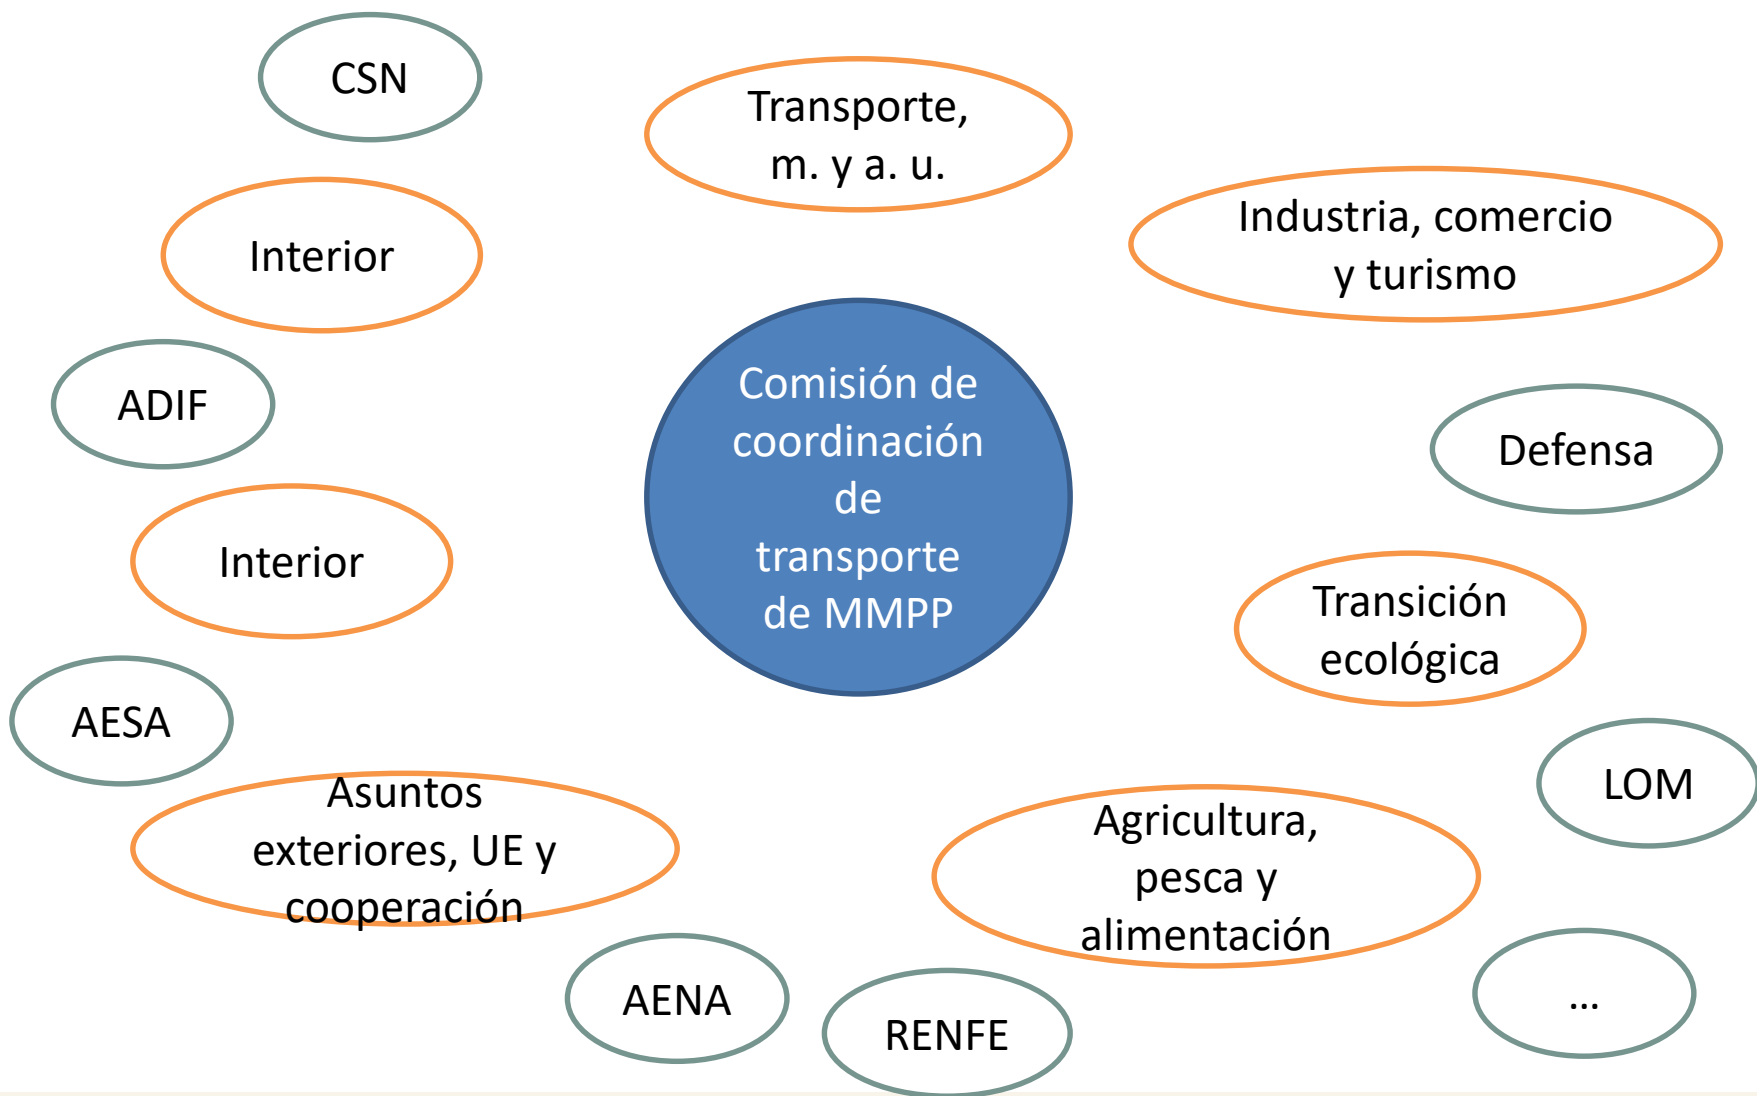 CSN
Transporte,
m. y a. u.
Industria, comercio
y turismo
Interior
Comisión de
coordinación
de
transporte
de MMPP
ADIF
Defensa
Interior
Transición
ecológica
AESA
LOM
Asuntos
exteriores, UE y
cooperación
Agricultura,
pesca y
alimentación
AENA
RENFE
...